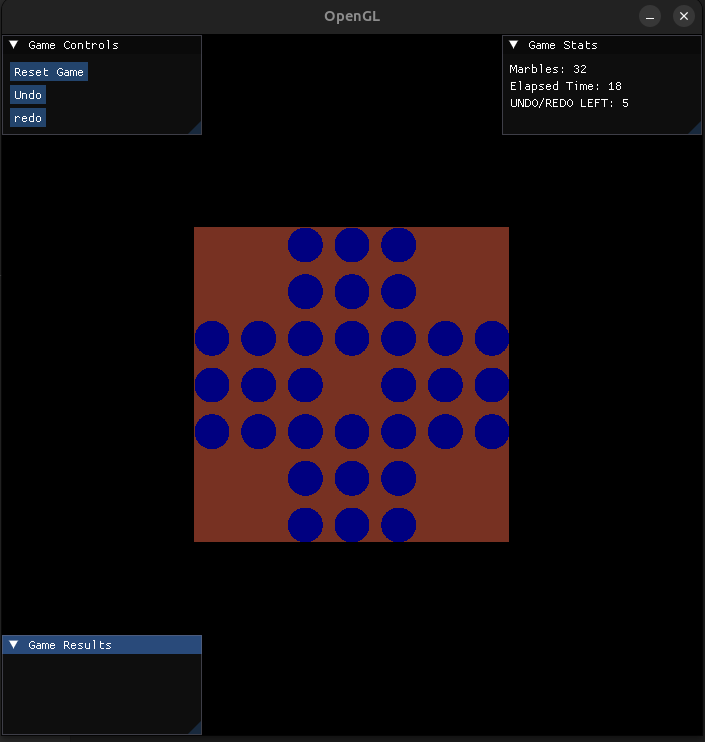 OpenGL
Game Controls
Reset Game
Undo
redo
Game Stats
Marbles: 32
Elapsed Time: 18
UNDO/REDO LEFT: 5
Game Results